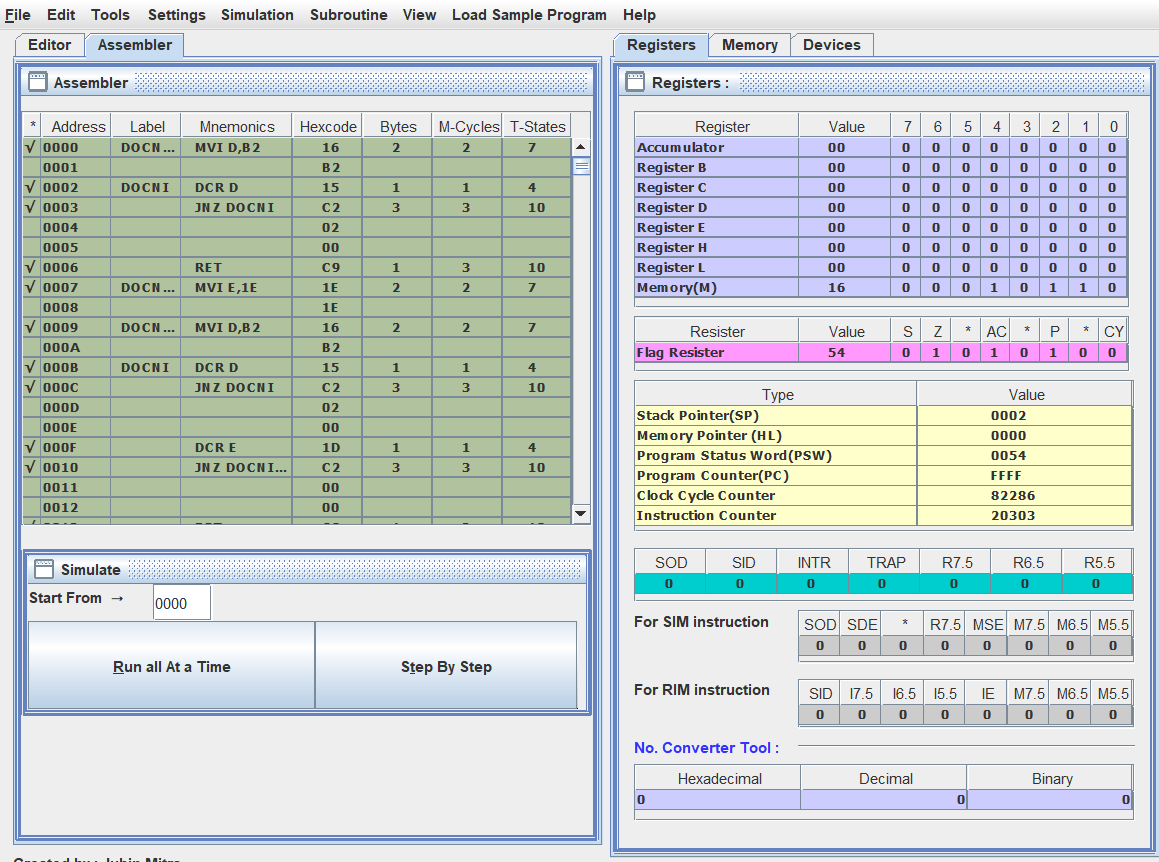 File Edit Tools Settings Simulation Subroutine View Load Sample Program Help
Editor Assembler
Assembler
* Address Label Mnemonics Hexcode Bytes M-Cycles T-States
√ 0000 DOCN... MVI D,B2 16 2 2 7
0001 B2
√ 0002 DOCNI DCR D 15 1 1 4
√ 0003 JNZ DOCNI C2 3 3 10
0004 02
0005 00
√ 0006 RET C9 1 3 10
√ 0007 DOCN... MVI E,1E 1E 2 2 7
0008 1E
√ 0009 DOCN... MVI D,B2 16 2 2 7
000A B2
√ 000B DOCNI DCR D 15 1 1 4
√ 000C JNZ DOCNI C2 3 3 10
000D 02
000E 00
√ 000F DCR E 1D 1 1 4
√ 0010 JNZ DOCNI... C2 3 3 10
0011 00
0012 00
Simulate
Start From → 0000
Run all At a Time Step By Step
Registers Memory Devices
Registers :
Register Value 7 6 5 4 3 2 1 0
Accumulator 00 0 0 0 0 0 0 0 0
Register B 00 0 0 0 0 0 0 0 0
Register C 00 0 0 0 0 0 0 0 0
Register D 00 0 0 0 0 0 0 0 0
Register E 00 0 0 0 0 0 0 0 0
Register H 00 0 0 0 0 0 0 0 0
Register L 00 0 0 0 0 0 0 0 0
Memory(M) 16 0 0 0 1 0 1 1 0
Resister Value S Z * AC * P * CY
Flag Resister 54 0 1 0 1 0 1 0 0
Type Value
Stack Pointer(SP) 0002
Memory Pointer (HL) 0000
Program Status Word(PSW) 0054
Program Counter(PC) FFFF
Clock Cycle Counter 82286
Instruction Counter 20303
SOD SID INTR TRAP R7.5 R6.5 R5.5
0 0 0 0 0 0 0
For SIM instruction SOD SDE * R7.5 MSE M7.5 M6.5 M5.5
0 0 0 0 0 0 0 0
For RIM instruction SID I7.5 I6.5 I5.5 IE M7.5 M6.5 M5.5
0 0 0 0 0 0 0 0
No. Converter Tool :
Hexadecimal Decimal Binary
0 0 0
Created by : Jubin Mitra